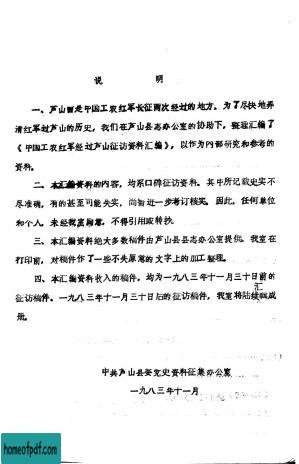 说 明
一、芦山县是中国工农红军长征两次经过的地方。为了尽快地弄
清红军过芦山的历史，我们在芦山县志办公室的协助下，整理汇编了
《中国工农红军经过芦山征访资料汇编》，以作为内部研究和参考的
资料。
二、本汇编资料的内容，均系口碑征访资料。其中所记载史实不
尽准确，有的甚至可能失实，尚暂进一步考订核实。因此，任何单位
和个人，未经我室同意，不得引用或转抄。
三、本汇编资料绝大多数稿件由芦山县县志办公室提供。我室在
打印前，对稿件作了一些不失原意的文字上的加工整理。
四、本汇编资料收入的稿件，均为一九八三年十一月三十日前的
征访稿件。一九八三年十一月三十日后的征访稿件，我室将陆续汇编成
册。
中共芦山县委党史资料征集办公室
一九八三年十一月
homeofpdf.com
homeofpdf.com